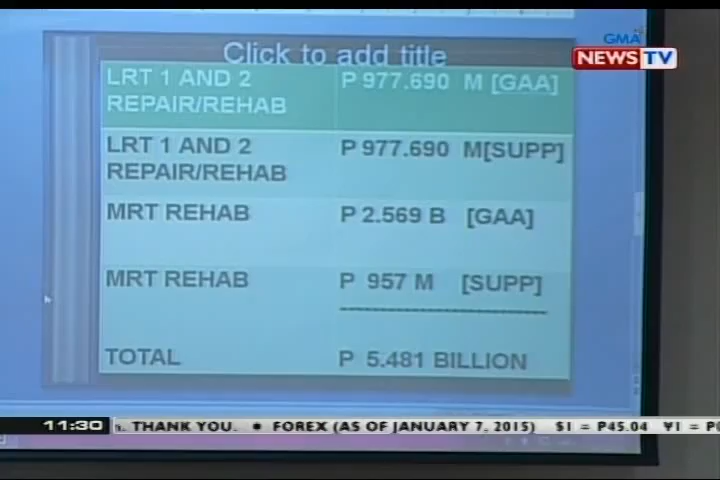 GMA
NEWS TV
Click to add title
LRT 1 AND 2 P 977.690 M [GAA]
REPAIR/REHAB
LRT 1 AND 2 P 977.690 M[SUPP]
REPAIR/REHAB
MRT REHAB P 2.569 B [GAA]
MRT REHAB P 957 M [SUPP]
TOTAL P 5.481 BILLION
11:30 THANK YOU. ● FOREX (AS OF JANUARY 7, 2015) $1 = P45.04 ¥1 =